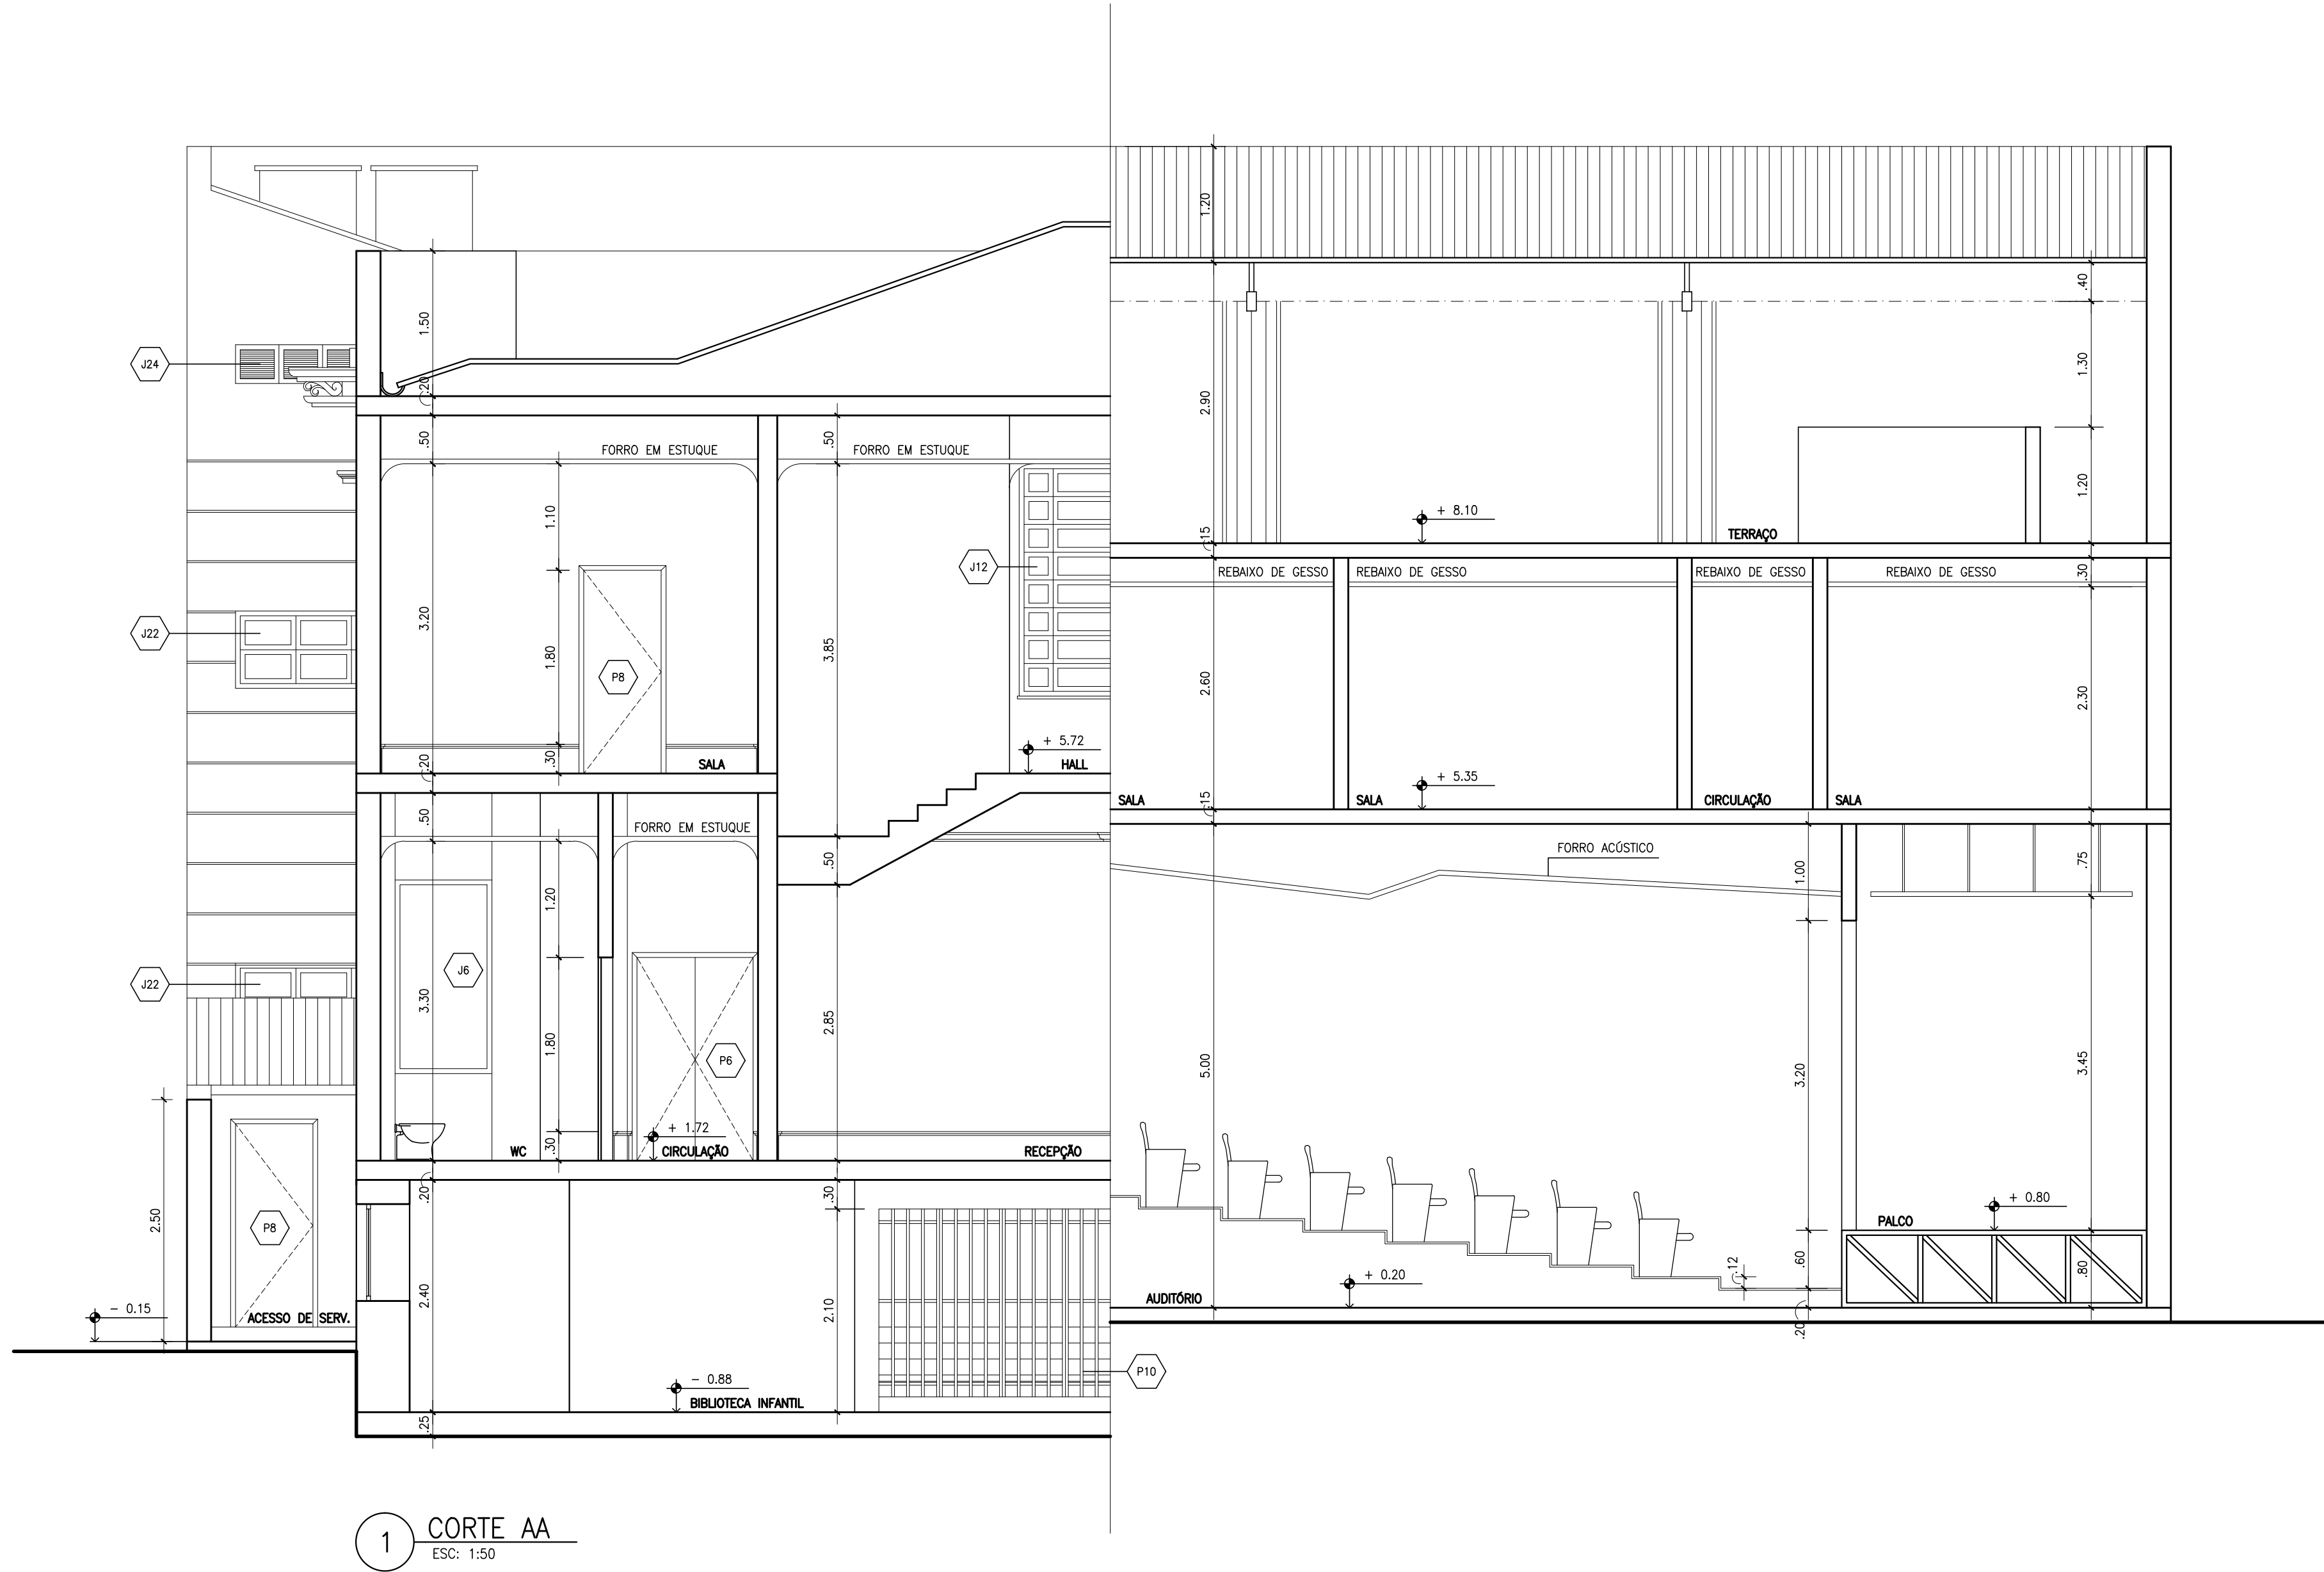 1.20
.40
1.50
J24
1.30
.20
2.90
.50
FORRO EM ESTUQUE
.50
FORRO EM ESTUQUE
1.10
+ 8.10
1.20
TERRAÇO
.15
J12
REBAIXO DE GESSO
REBAIXO DE GESSO
REBAIXO DE GESSO
REBAIXO DE GESSO
.30
J22
3.20
1.80
P8
3.85
2.60
2.30
+ 5.72
HALL
SALA
.30
.20
+ 5.35
SALA
SALA
CIRCULAÇÃO
SALA
.15
.50
FORRO EM ESTUQUE
.50
FORRO ACÚSTICO
1.00
.75
1.20
J22
J6
3.30
2.85
1.80
P6
5.00
3.20
3.45
+ 1.72
WC
.30
CIRCULAÇÃO
RECEPÇÃO
.20
.30
2.50
P8
+ 0.80
PALCO
.12
.60
.80
+ 0.20
AUDITÓRIO
2.40
2.10
- 0.15
ACESSO DE SERV.
.20
P10
- 0.88
BIBLIOTECA INFANTIL
.25
1
CORTE AA
ESC: 1:50